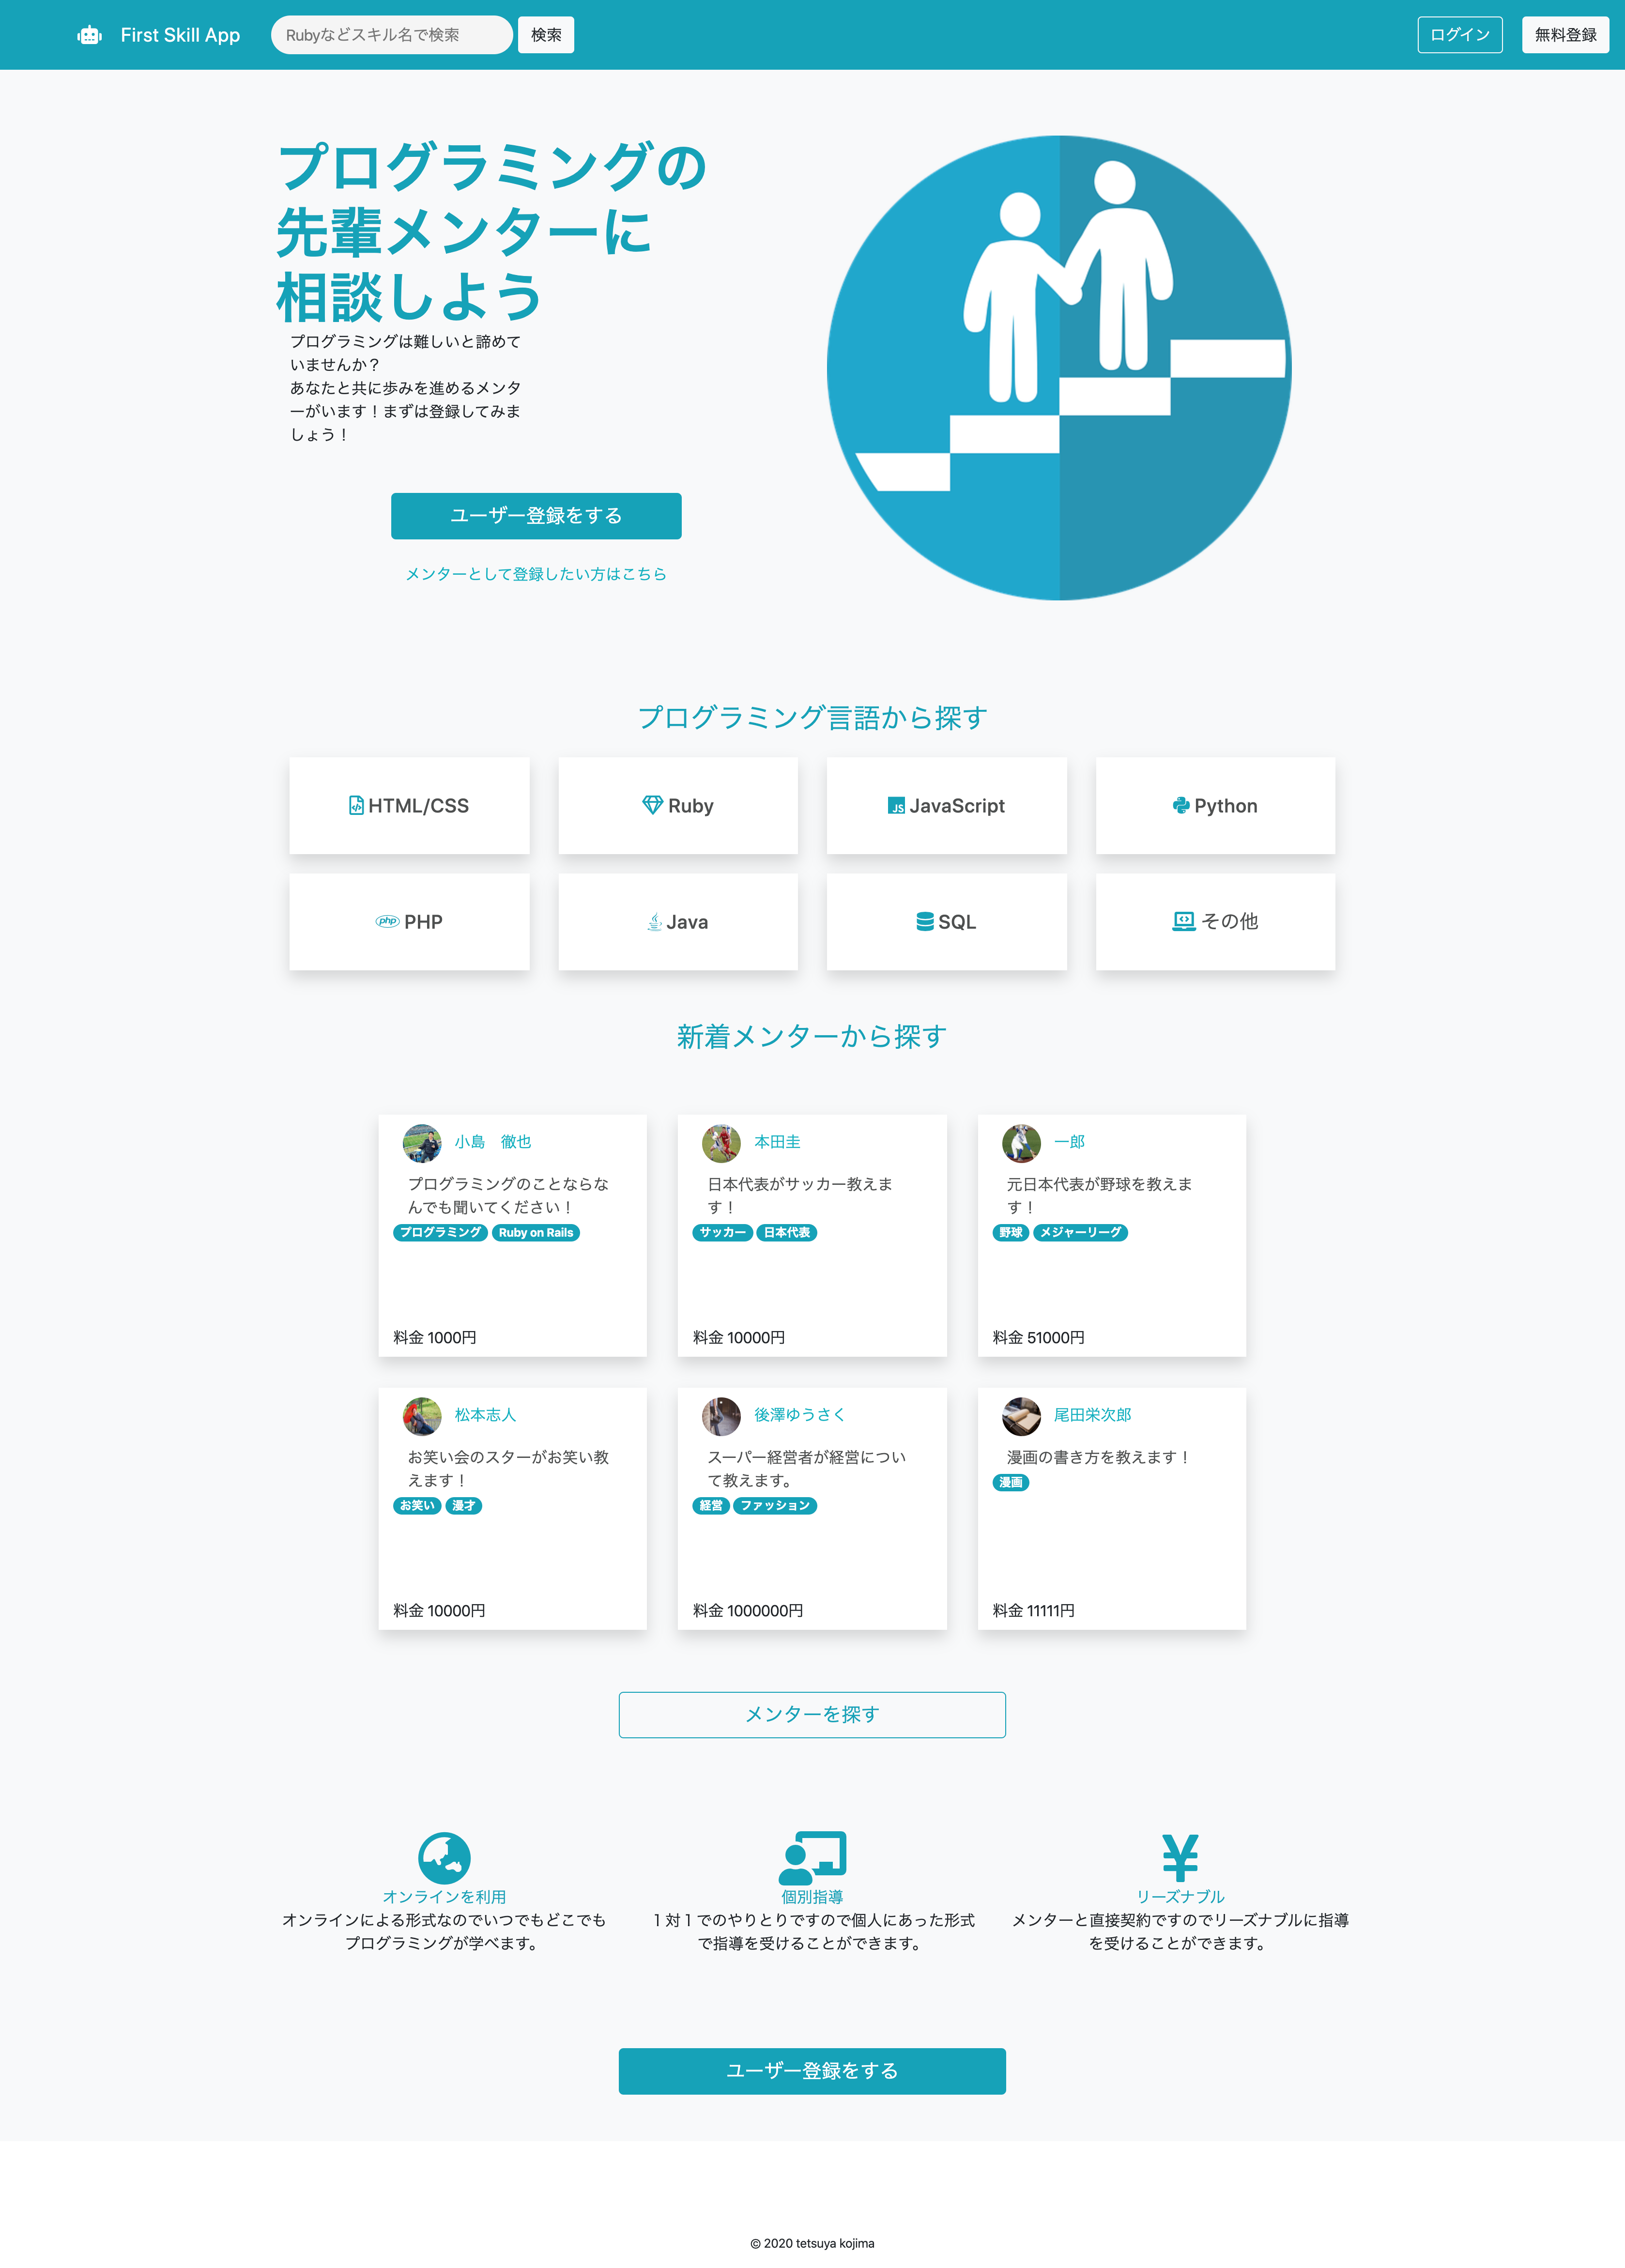 First Skill App
Rubyなどスキル名で検索
検索
ログイン
無料登録
プログラミングの
先輩メンターに
相談しよう
プログラミングは難しいと諦めて
いませんか？
あなたと共に歩みを進めるメンタ
ーがいます！まずは登録してみま
しょう！
ユーザー登録をする
メンターとして登録したい方はこちら
プログラミング言語から探す
HTML/CSS
Ruby
JS JavaScript
Python
php PHP
Java
SQL
その他
新着メンターから探す
小島　徹也
プログラミングのことならな
んでも聞いてください！
プログラミング Ruby on Rails
料金 1000円
本田圭
日本代表がサッカー教えま
す！
サッカー 日本代表
料金 10000円
一郎
元日本代表が野球を教えま
す！
野球 メジャーリーグ
料金 51000円
松本志人
お笑い会のスターがお笑い教
えます！
お笑い 漫才
料金 10000円
後澤ゆうさく
スーパー経営者が経営につい
て教えます。
経営 ファッション
料金 1000000円
尾田栄次郎
漫画の書き方を教えます！
漫画
料金 11111円
メンターを探す
オンラインを利用
オンラインによる形式なのでいつでもどこでも
プログラミングが学べます。
個別指導
１対１でのやりとりですので個人にあった形式
で指導を受けることができます。
リーズナブル
メンターと直接契約ですのでリーズナブルに指導
を受けることができます。
ユーザー登録をする
© 2020 tetsuya kojima